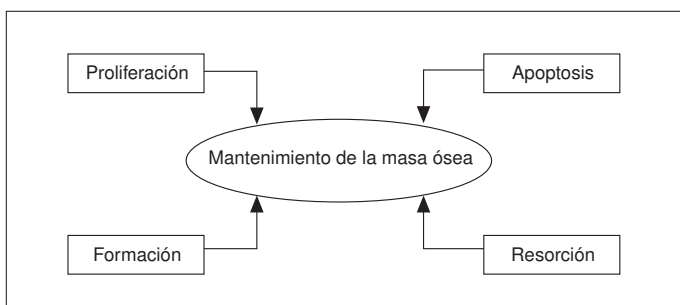 Proliferación
Apoptosis
Mantenimiento de la masa ósea
Formación
Resorción